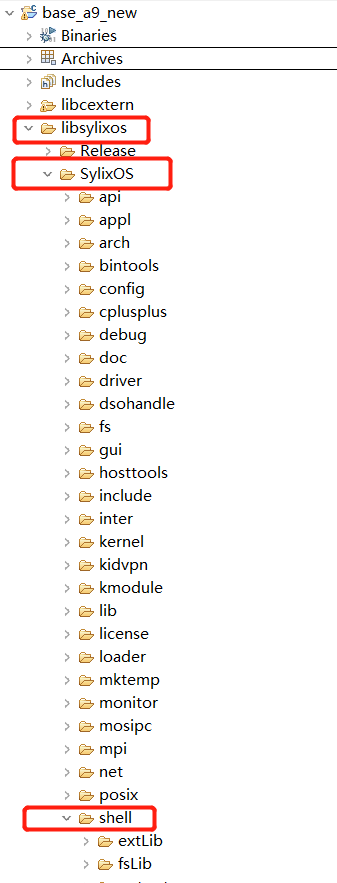 base_a9_new
Binaries
Archives
Includes
libcextern
libsylixos
Release
SylixOS
api
appl
arch
bintools
config
cplusplus
debug
doc
driver
dsohandle
fs
gui
hosttools
include
inter
kernel
kidvpn
kmodule
lib
license
loader
mktemp
monitor
mosipc
mpi
net
posix
shell
extLib
fsLib